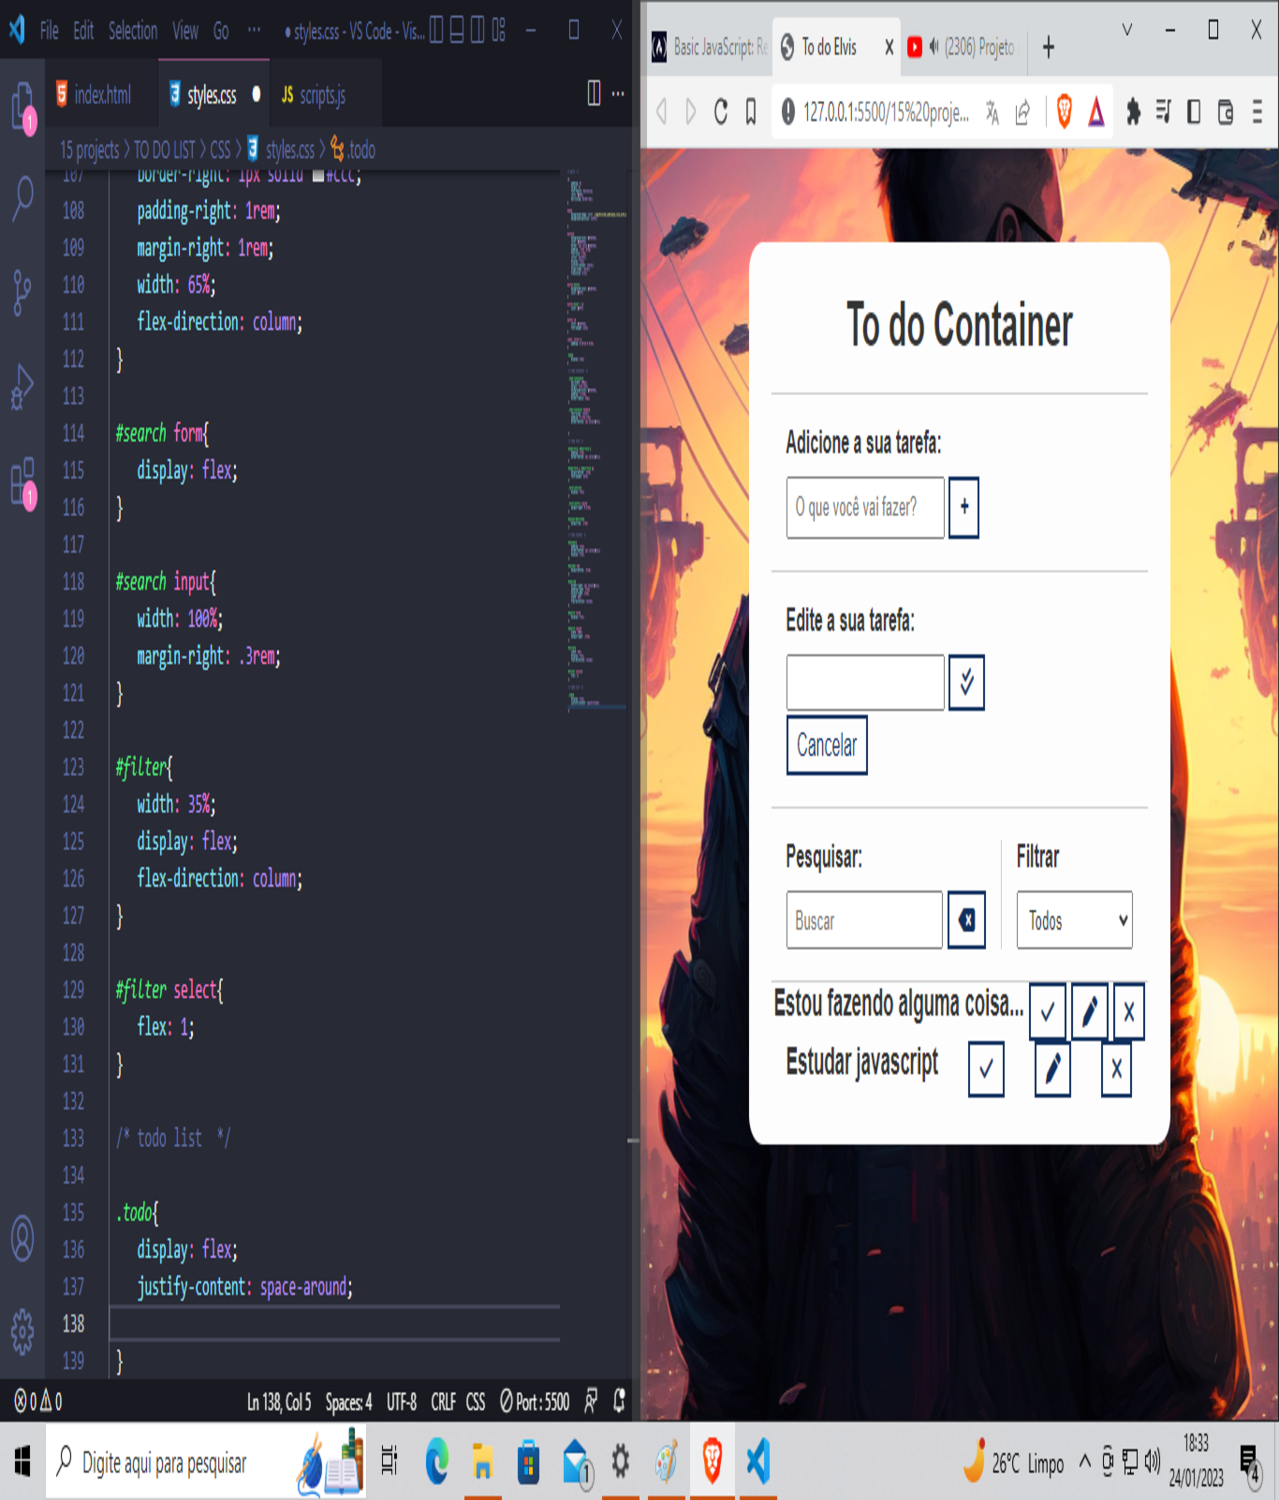 File Edit Selection View Go ··· ● styles.css - VS Code - Vis...
index.html styles.css ● JS scripts.js ···
15 projects > TO DO LIST > CSS > styles.css > .todo
107 border-right: 1px solid #ccc;
108 padding-right: 1rem;
109 margin-right: 1rem;
110 width: 65%;
111 flex-direction: column;
112 }
113
114 #search form{
115 display: flex;
116 }
117
118 #search input{
119 width: 100%;
120 margin-right: .3rem;
121 }
122
123 #filter{
124 width: 35%;
125 display: flex;
126 flex-direction: column;
127 }
128
129 #filter select{
130 flex: 1;
131 }
132
133 /* todo list */
134
135 .todo{
136 display: flex;
137 justify-content: space-around;
138
139 }
1
1
0 0 Ln 138, Col 5 Spaces: 4 UTF-8 CRLF CSS Port : 5500
Basic JavaScript: Re To do Elvis (2306) Projeto
127.0.0.1:5500/15%20proje...
To do Container
Adicione a sua tarefa:
O que você vai fazer? +
Edite a sua tarefa:
Cancelar
Pesquisar: Filtrar
Buscar Todos
Estou fazendo alguma coisa...
Estudar javascript
Digite aqui para pesquisar 1 26°C Limpo 18:33
24/01/2023 4